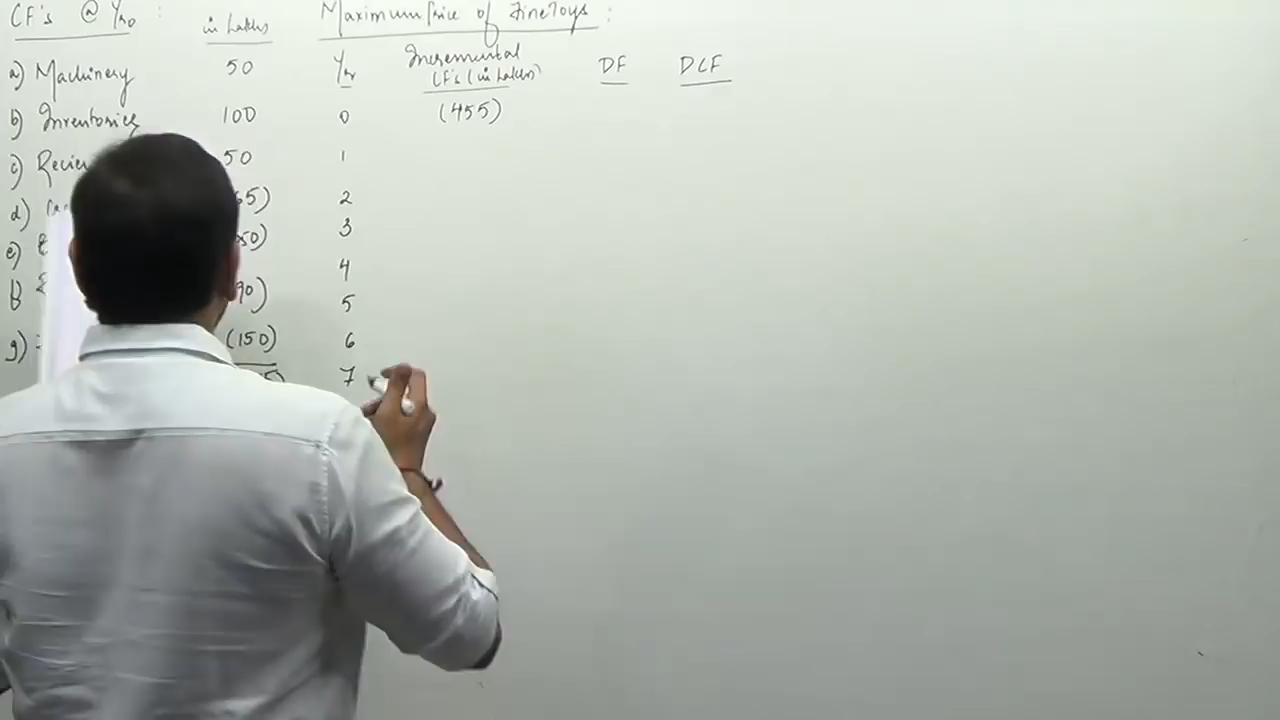 CF's @ Yr0 : in Lakhs Maximum Price of FineToys :
Yr Incremental CF's (in Lakhs) DF DCF
a) Machinery 50
b) Inventories 100 0 (455)
c) 50 1
d) 2
e) 3
f) 4
5
g) (150) 6
7